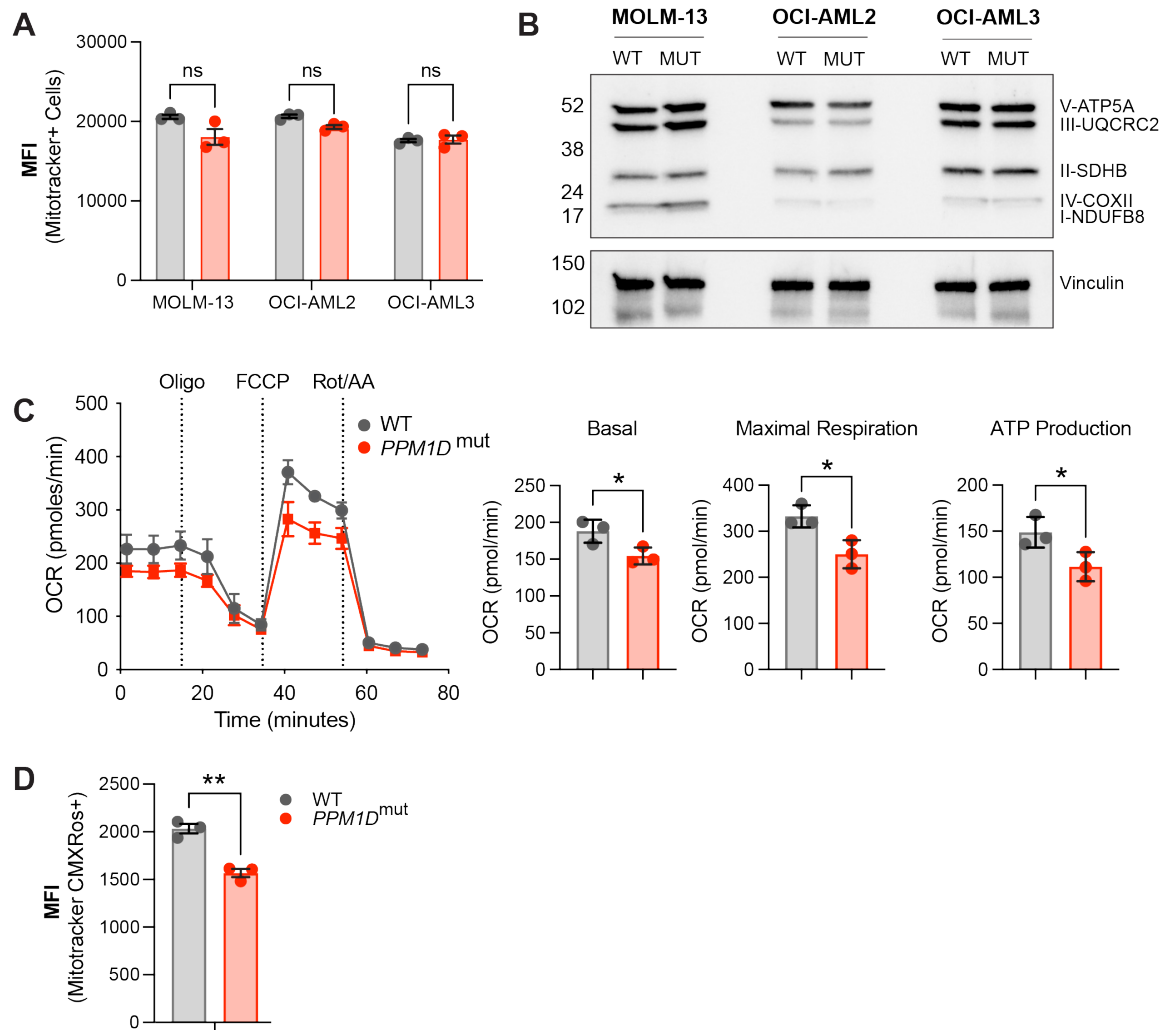 A
MFI
(Mitotracker+ Cells)
30000
20000
10000
0
ns
ns
ns
MOLM-13
OCI-AML2
OCI-AML3
B
MOLM-13
OCI-AML2
OCI-AML3
WT
MUT
WT
MUT
WT
MUT
52
38
24
17
V-ATP5A
III-UQCRC2
II-SDHB
IV-COXII
I-NDUFB8
150
102
Vinculin
C
Oligo
FCCP
Rot/AA
OCR (pmoles/min)
500
400
300
200
100
0
0
20
40
60
80
Time (minutes)
WT
PPM1D mut
Basal
OCR (pmol/min)
250
200
150
100
50
0
*
Maximal Respiration
OCR (pmol/min)
400
300
200
100
0
*
ATP Production
OCR (pmol/min)
200
150
100
50
0
*
D
MFI
(Mitotracker CMXRos+)
2500
2000
1500
1000
500
0
**
WT
PPM1D mut